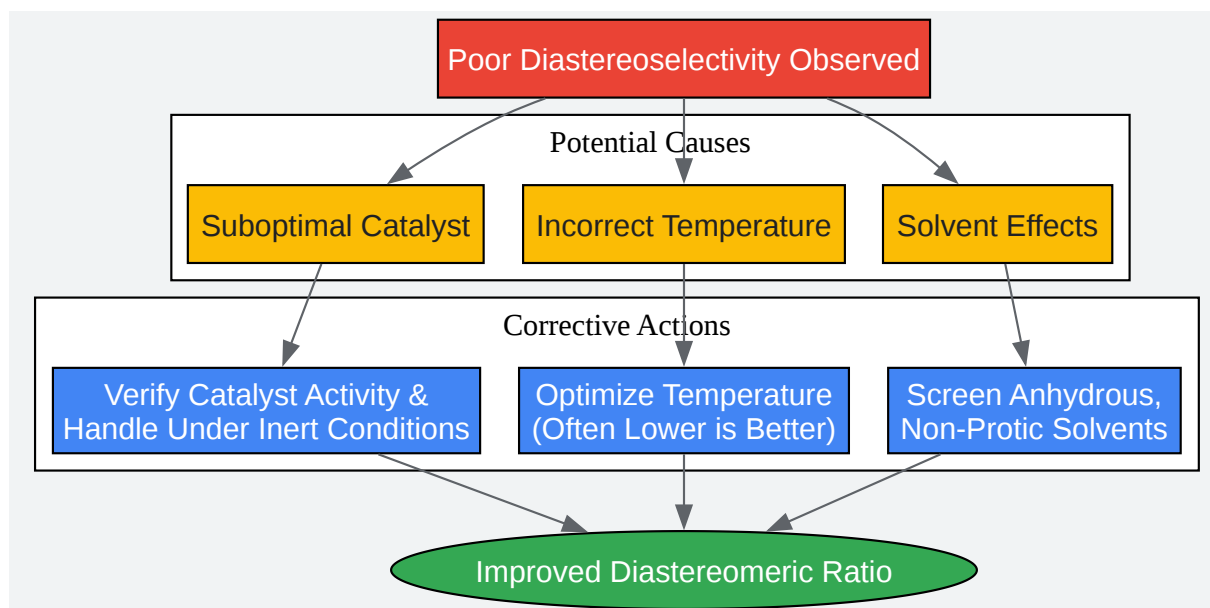 Poor Diastereoselectivity Observed
Potential Causes
Suboptimal Catalyst
Incorrect Temperature
Solvent Effects
Corrective Actions
Verify Catalyst Activity &
Handle Under Inert Conditions
Optimize Temperature
(Often Lower is Better)
Screen Anhydrous,
Non-Protic Solvents
Improved Diastereomeric Ratio